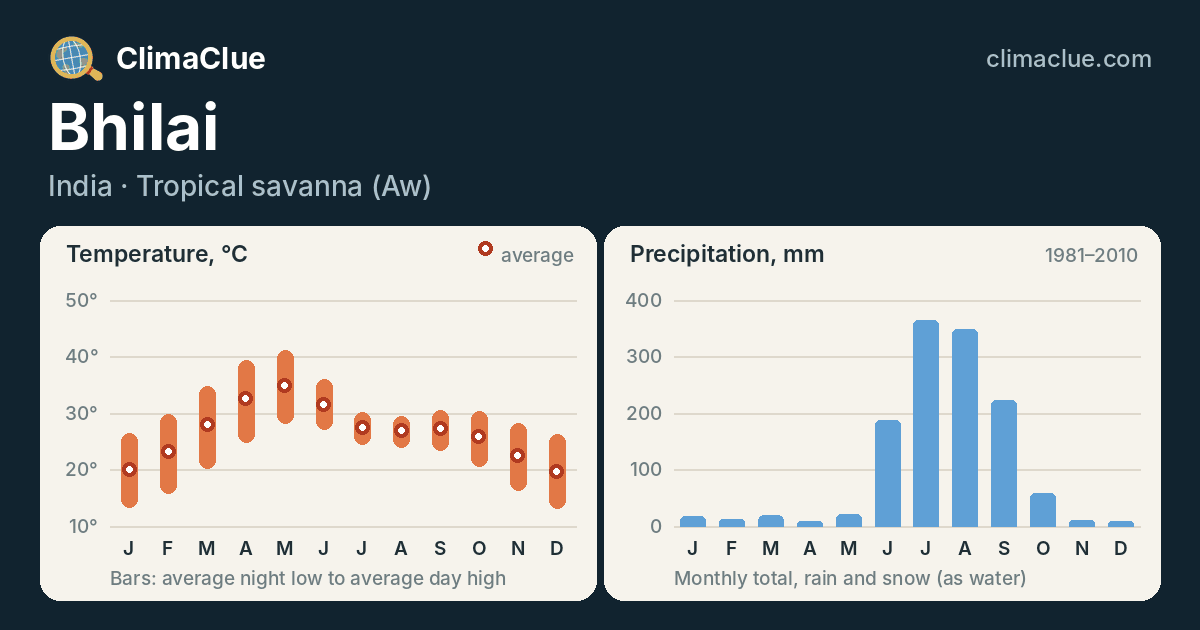 ClimaClue
climaclue.com
Bhilai
India · Tropical savanna (Aw)
Temperature, °C
average
50°
40°
30°
20°
10°
J F M A M J J A S O N D
Bars: average night low to average day high
Precipitation, mm
1981–2010
400
300
200
100
0
J F M A M J J A S O N D
Monthly total, rain and snow (as water)